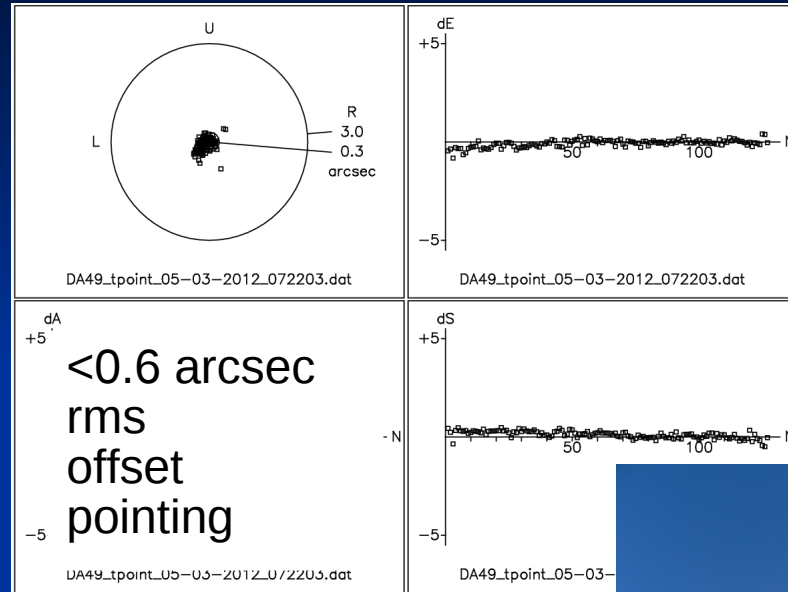 U
L
R
3.0
0.3
arcsec
DA49_tpoint_05-03-2012_072203.dat
dE
+5
50
100
-5
DA49_tpoint_05-03-2012_072203.dat
dA
+5
<0.6 arcsec
rms
offset
pointing
- N
-5
DA49_tpoint_05-03-2012_072203.dat
dS
+5
50
100
-5
DA49_tpoint_05-03-